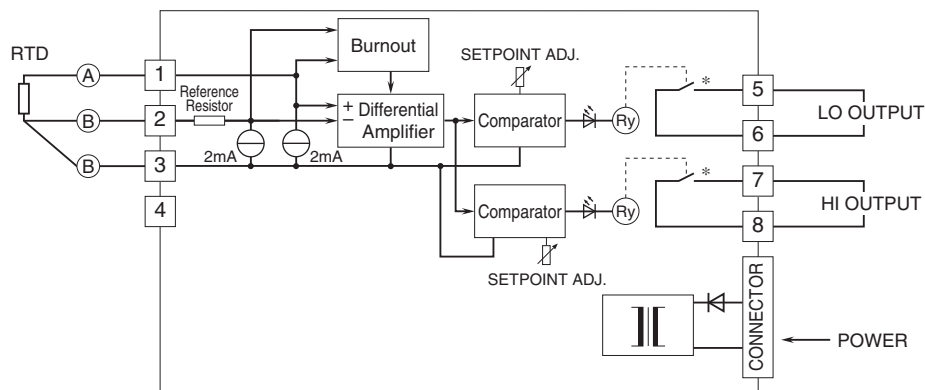 RTD
A
B
B
1
2
3
4
Reference
Resistor
2mA
2mA
Burnout
+
−
Differential
Amplifier
SETPOINT ADJ.
Comparator
Ry
*
5
6
LO OUTPUT
Comparator
Ry
*
7
8
HI OUTPUT
SETPOINT ADJ.
CONNECTOR
POWER